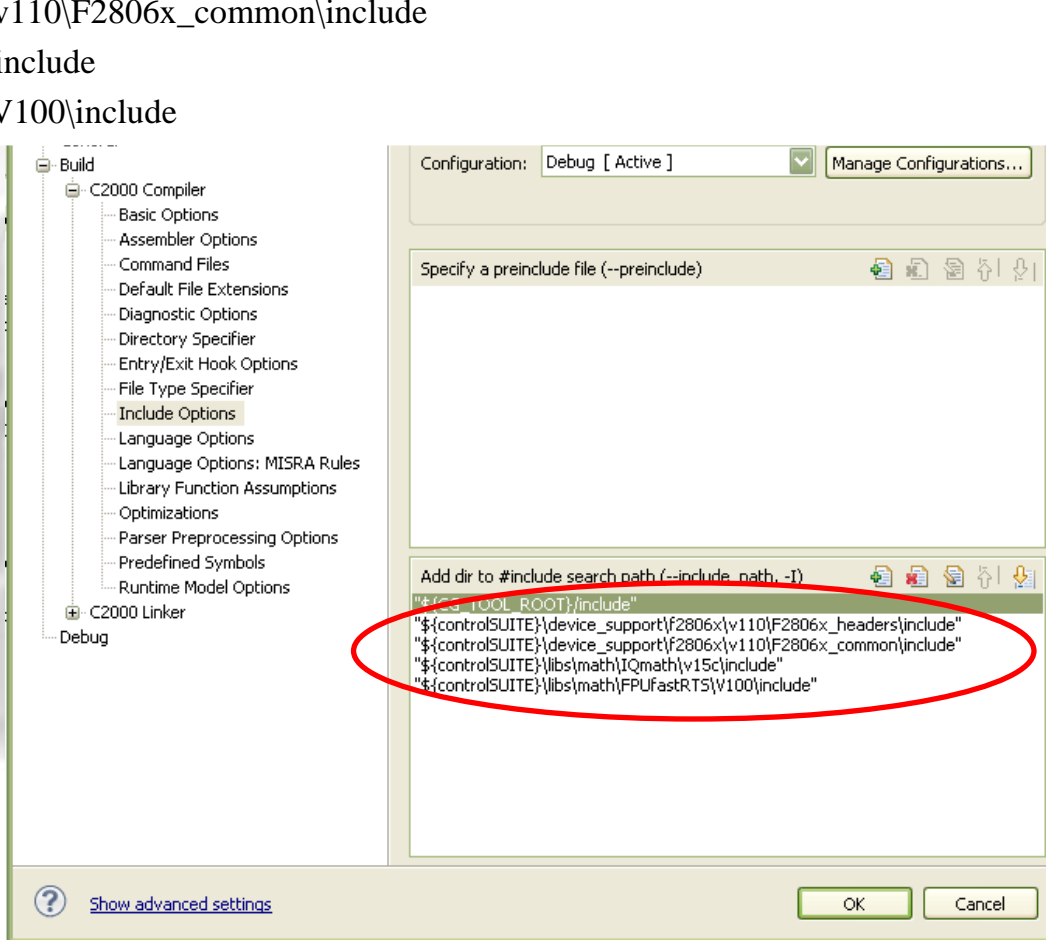 v110\F2806x_common\include
include
V100\include
Build
C2000 Compiler
Basic Options
Assembler Options
Command Files
Default File Extensions
Diagnostic Options
Directory Specifier
Entry/Exit Hook Options
File Type Specifier
Include Options
Language Options
Language Options: MISRA Rules
Library Function Assumptions
Optimizations
Parser Preprocessing Options
Predefined Symbols
Runtime Model Options
C2000 Linker
Debug
Configuration: Debug [ Active ] Manage Configurations...
Specify a preinclude file (--preinclude)
Add dir to #include search path (--include_path, -I)
"${CG_TOOL_ROOT}/include"
"${controlSUITE}\device_support\f2806x\v110\F2806x_headers\include"
"${controlSUITE}\device_support\f2806x\v110\F2806x_common\include"
"${controlSUITE}\libs\math\IQmath\v15c\include"
"${controlSUITE}\libs\math\FPUfastRTS\V100\include"
? Show advanced settings
OK Cancel